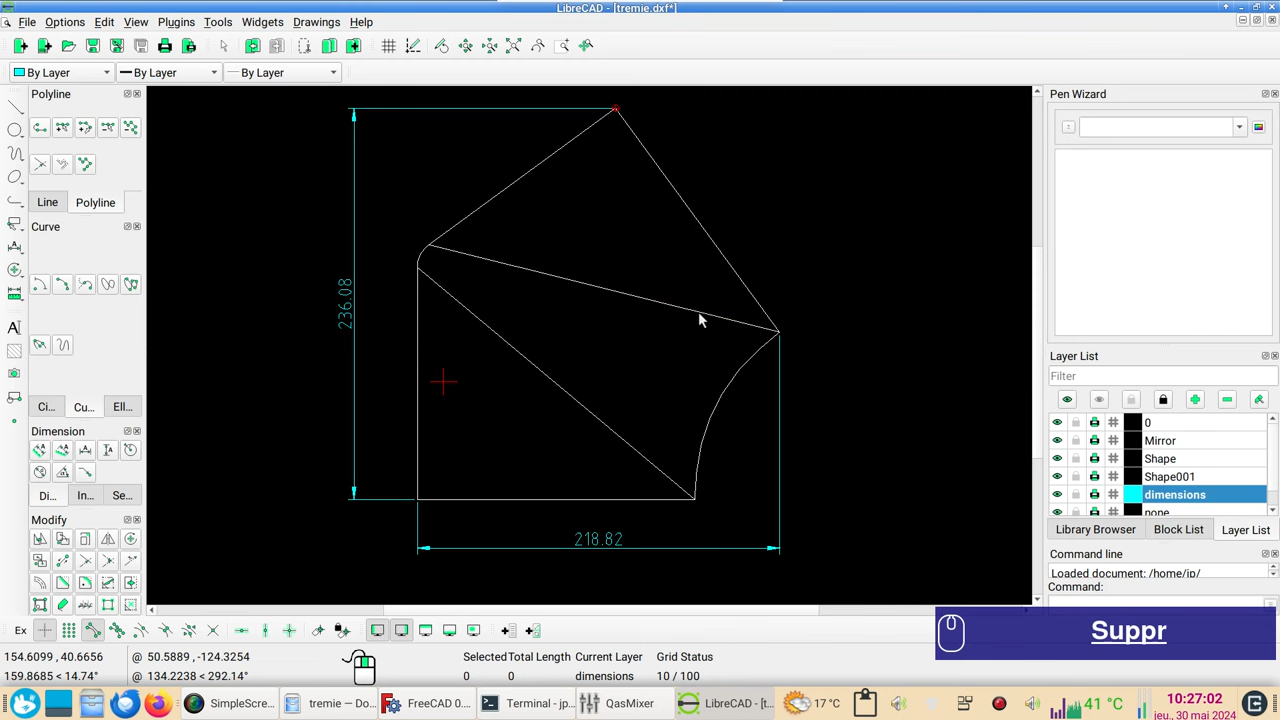 LibreCAD - [tremie.dxf*]
File Options Edit View Plugins Tools Widgets Drawings Help
By Layer By Layer By Layer
Polyline
Line Polyline
Curve
Ci... Cu... Ell...
Dimension
Di... In... Se...
Modify
236.08
218.82
Pen Wizard
Layer List
Filter
0
Mirror
Shape
Shape001
dimensions
none
Library Browser Block List Layer List
Command line
Loaded document: /home/jp/
Command:
Suppr
Ex
154.6099 , 40.6656 @ 50.5889 , -124.3254 Selected Total Length Current Layer Grid Status
159.8685 < 14.74° @ 134.2238 < 292.14° 0 0 dimensions 10 / 100
SimpleScre... tremie — Do... FreeCAD 0.... Terminal - jp... QasMixer LibreCAD - [t... 17 °C 41 °C 10:27:02
jeu., 30 mai 2024